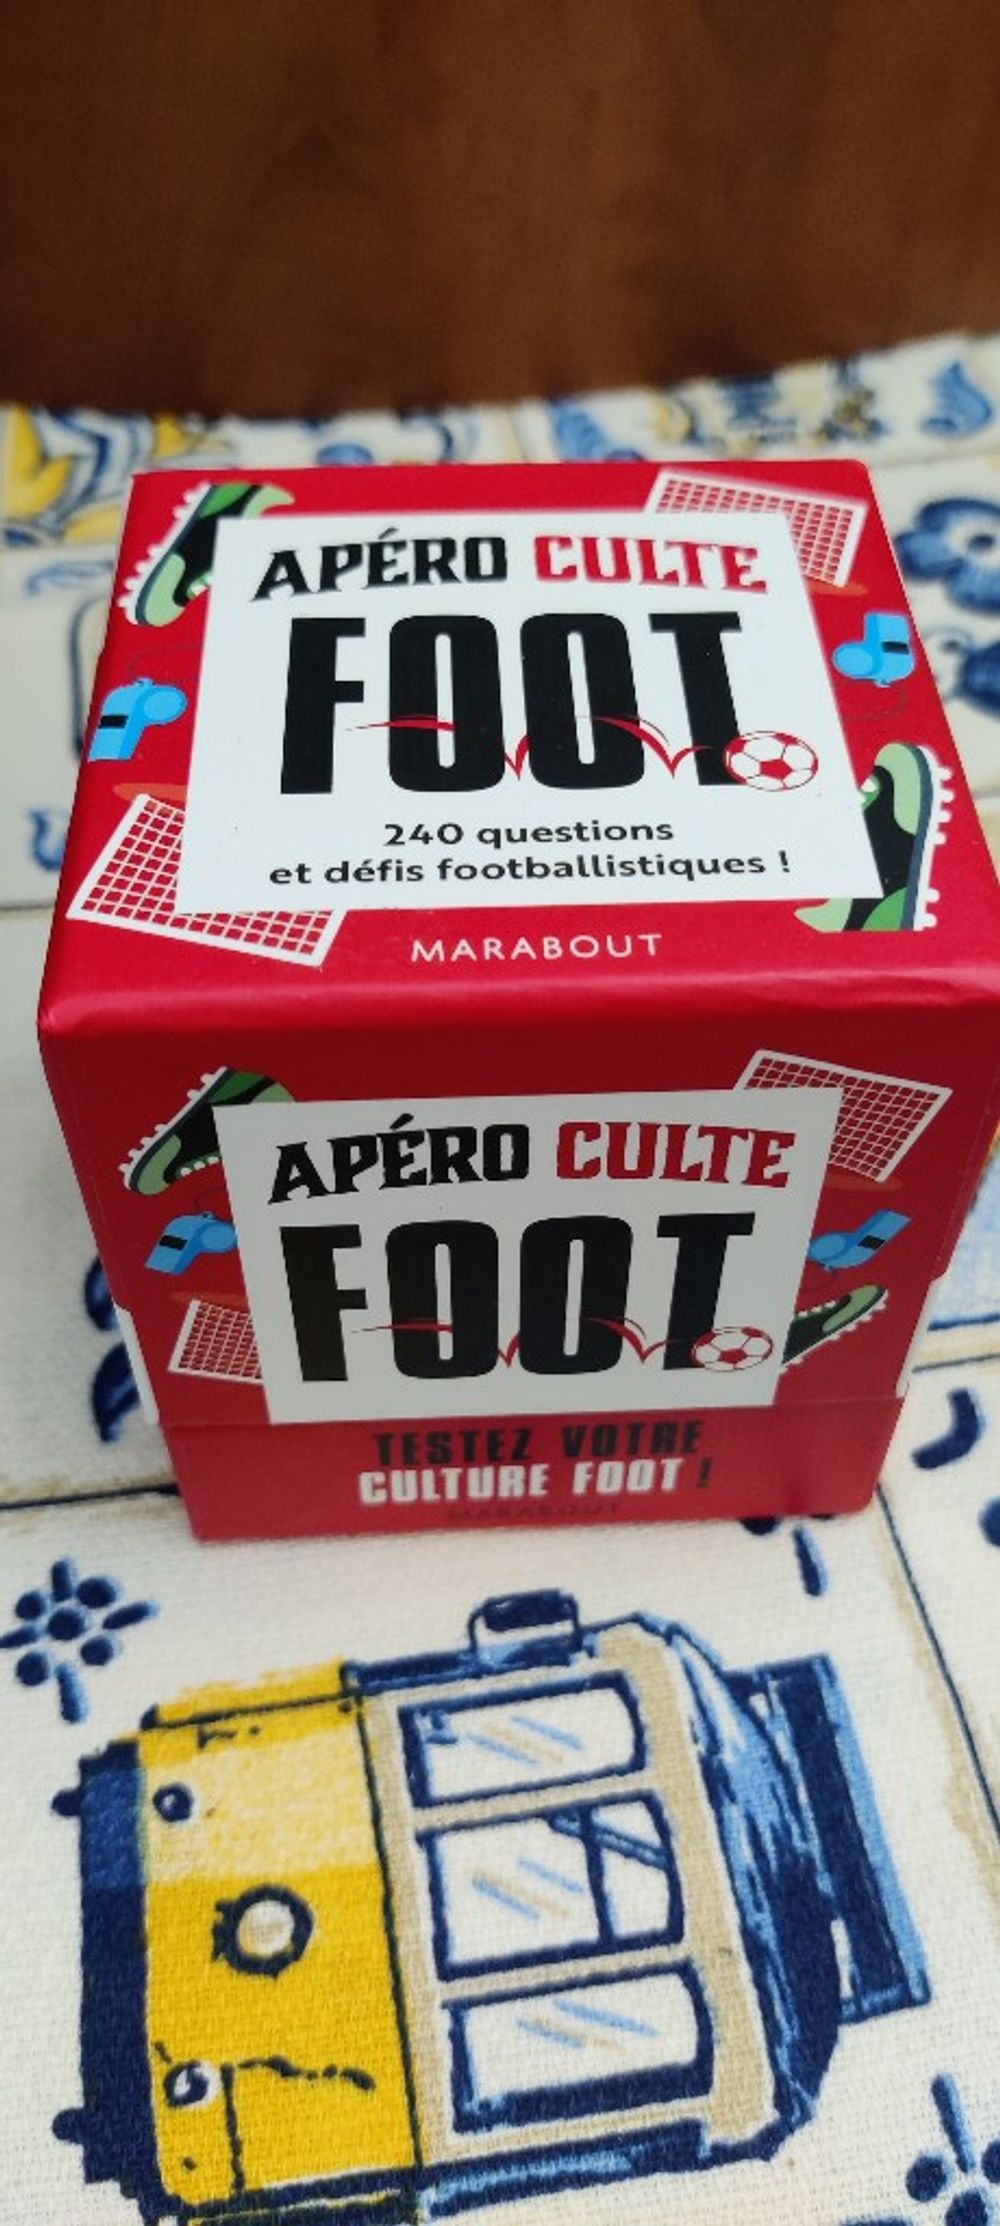 APÉRO CULTE
FOOT
240 questions
et défis footballistiques !
MARABOUT
APÉRO CULTE
FOOT
TESTEZ VOTRE
CULTURE FOOT !
MARABOUT